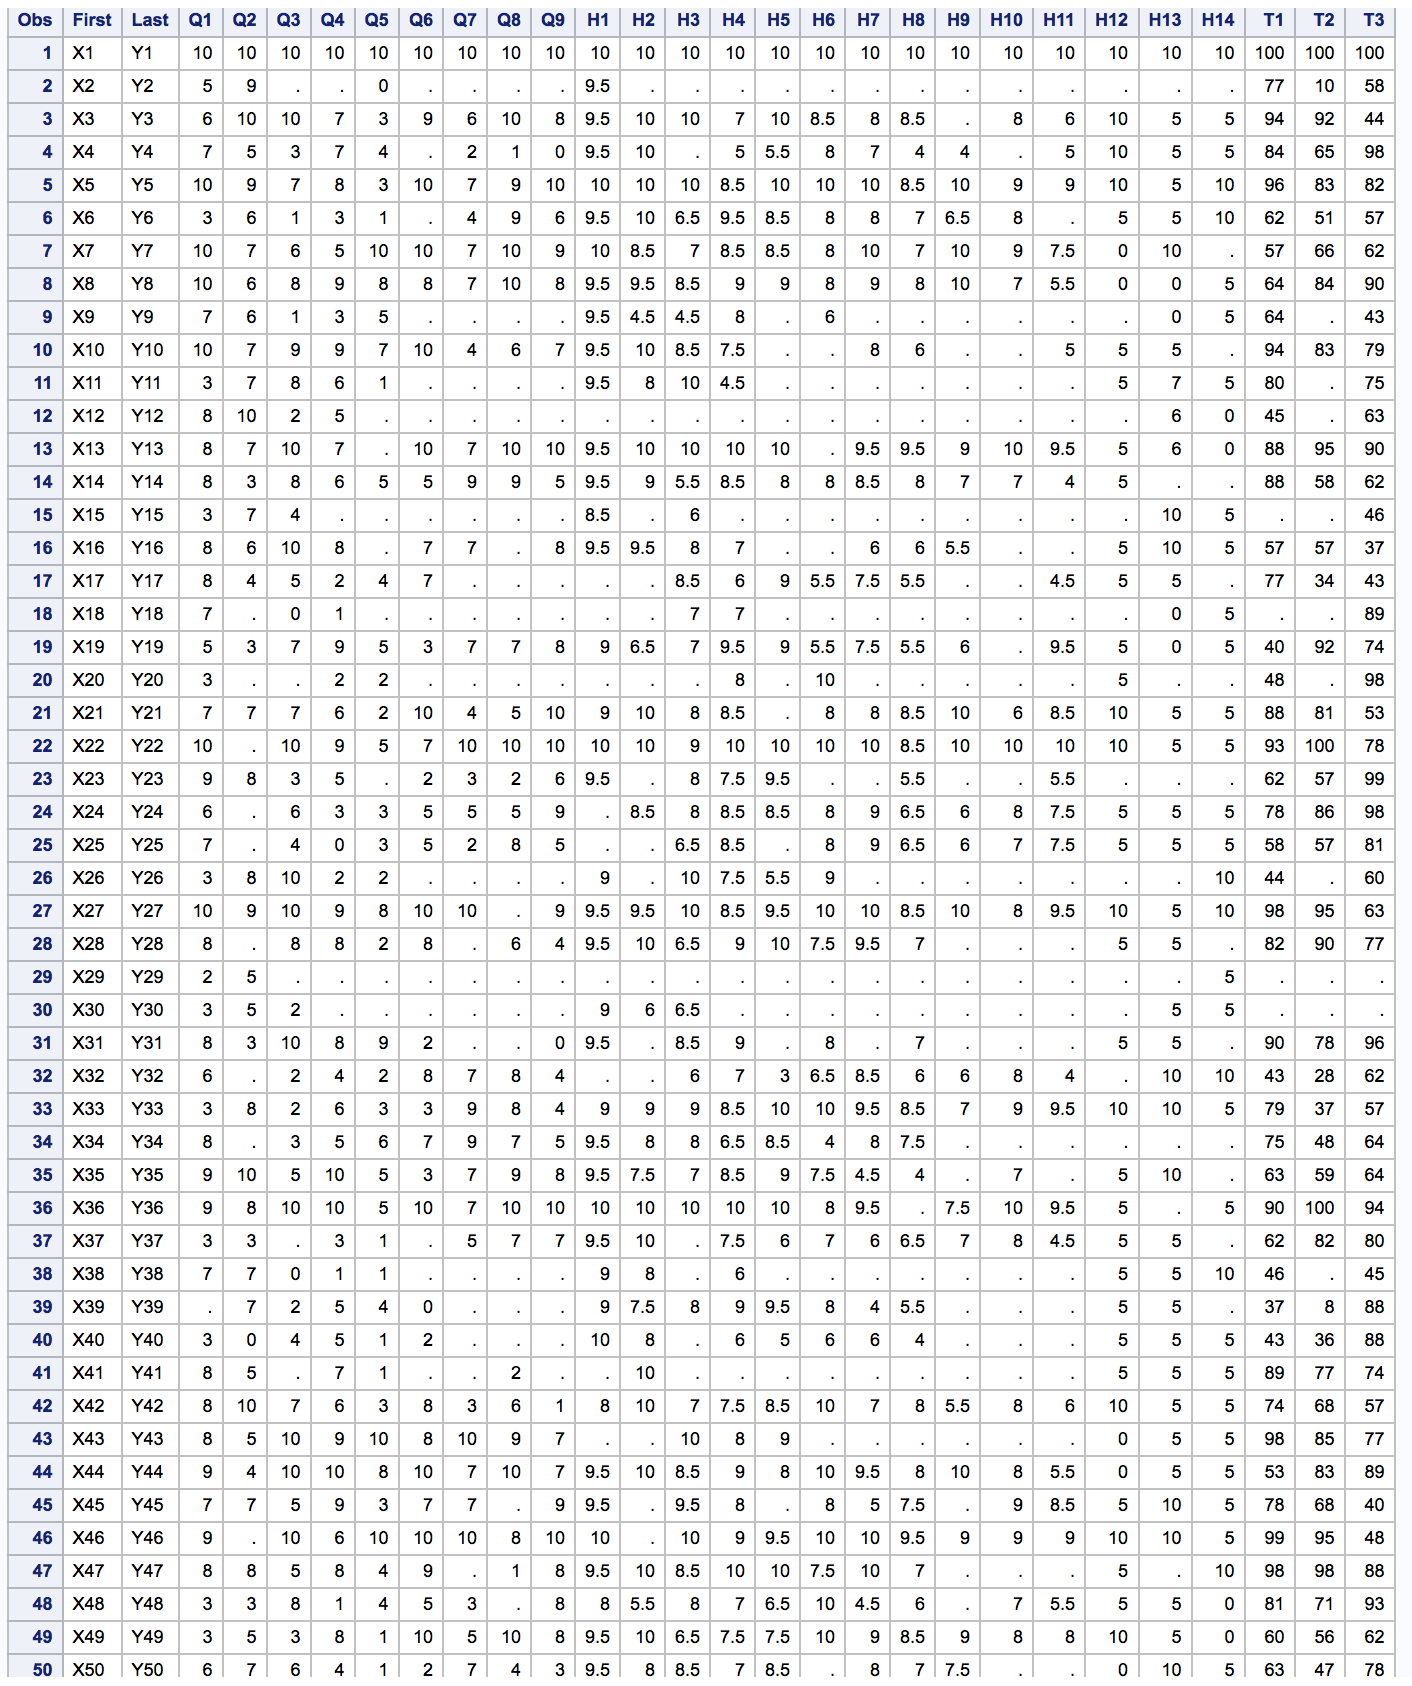 Obs First Last Q1 Q2 Q3 Q4 Q5 Q6 Q7 Q8 Q9 H1 H2 H3 H4 H5 H6 H7 H8 H9 H10 H11 H12 H13 H14 T1 T2 T3
1 X1 Y1 10 10 10 10 10 10 10 10 10 10 10 10 10 10 10 10 10 10 10 10 10 10 10 100 100 100
2 X2 Y2 5 9 . . 0 . . . . 9.5 . . . . . . . . . . . . . 77 10 58
3 X3 Y3 6 10 10 7 3 9 6 10 8 9.5 10 10 7 10 8.5 8 8.5 . 8 6 10 5 5 94 92 44
4 X4 Y4 7 5 3 7 4 . 2 1 0 9.5 10 . 5 5.5 8 7 4 4 . 5 10 5 5 84 65 98
5 X5 Y5 10 9 7 8 3 10 7 9 10 10 10 10 8.5 10 10 10 8.5 10 9 9 10 5 10 96 83 82
6 X6 Y6 3 6 1 3 1 . 4 9 6 9.5 10 6.5 9.5 8.5 8 8 7 6.5 8 . 5 5 10 62 51 57
7 X7 Y7 10 7 6 5 10 10 7 10 9 10 8.5 7 8.5 8.5 8 10 7 10 9 7.5 0 10 . 57 66 62
8 X8 Y8 10 6 8 9 8 8 7 10 8 9.5 9.5 8.5 9 9 8 9 8 10 7 5.5 0 0 5 64 84 90
9 X9 Y9 7 6 1 3 5 . . . . 9.5 4.5 4.5 8 . 6 . . . . . . 0 5 64 . 43
10 X10 Y10 10 7 9 9 7 10 4 6 7 9.5 10 8.5 7.5 . . 8 6 . . 5 5 5 . 94 83 79
11 X11 Y11 3 7 8 6 1 . . . . 9.5 8 10 4.5 . . . . . . . 5 7 5 80 . 75
12 X12 Y12 8 10 2 5 . . . . . . . . . . . . . . . . . 6 0 45 . 63
13 X13 Y13 8 7 10 7 . 10 7 10 10 9.5 10 10 10 10 . 9.5 9.5 9 10 9.5 5 6 0 88 95 90
14 X14 Y14 8 3 8 6 5 5 9 9 5 9.5 9 5.5 8.5 8 8 8.5 8 7 7 4 5 . . 88 58 62
15 X15 Y15 3 7 4 . . . . . . 8.5 . 6 . . . . . . . . . 10 5 . . 46
16 X16 Y16 8 6 10 8 . 7 7 . 8 9.5 9.5 8 7 . . 6 6 5.5 . . 5 10 5 57 57 37
17 X17 Y17 8 4 5 2 4 7 . . . . . 8.5 6 9 5.5 7.5 5.5 . . 4.5 5 5 . 77 34 43
18 X18 Y18 7 . 0 1 . . . . . . . 7 7 . . . . . . . . 0 5 . . 89
19 X19 Y19 5 3 7 9 5 3 7 7 8 9 6.5 7 9.5 9 5.5 7.5 5.5 6 . 9.5 5 0 5 40 92 74
20 X20 Y20 3 . . 2 2 . . . . . . . 8 . 10 . . . . . 5 . . 48 . 98
21 X21 Y21 7 7 7 6 2 10 4 5 10 9 10 8 8.5 . 8 8 8.5 10 6 8.5 10 5 5 88 81 53
22 X22 Y22 10 . 10 9 5 7 10 10 10 10 10 9 10 10 10 10 8.5 10 10 10 10 5 5 93 100 78
23 X23 Y23 9 8 3 5 . 2 3 2 6 9.5 . 8 7.5 9.5 . . 5.5 . . 5.5 . . . 62 57 99
24 X24 Y24 6 . 6 3 3 5 5 5 9 . 8.5 8 8.5 8.5 8 9 6.5 6 8 7.5 5 5 5 78 86 98
25 X25 Y25 7 . 4 0 3 5 2 8 5 . . 6.5 8.5 . 8 9 6.5 6 7 7.5 5 5 5 58 57 81
26 X26 Y26 3 8 10 2 2 . . . . 9 . 10 7.5 5.5 9 . . . . . . . 10 44 . 60
27 X27 Y27 10 9 10 9 8 10 10 . 9 9.5 9.5 10 8.5 9.5 10 10 8.5 10 8 9.5 10 5 10 98 95 63
28 X28 Y28 8 . 8 8 2 8 . 6 4 9.5 10 6.5 9 10 7.5 9.5 7 . . . 5 5 . 82 90 77
29 X29 Y29 2 5 . . . . . . . . . . . . . . . . . . . . 5 . . .
30 X30 Y30 3 5 2 . . . . . . 9 6 6.5 . . . . . . . . . 5 5 . . .
31 X31 Y31 8 3 10 8 9 2 . . 0 9.5 . 8.5 9 . 8 . 7 . . . 5 5 . 90 78 96
32 X32 Y32 6 . 2 4 2 8 7 8 4 . . 6 7 3 6.5 8.5 6 6 8 4 . 10 10 43 28 62
33 X33 Y33 3 8 2 6 3 3 9 8 4 9 9 9 8.5 10 10 9.5 8.5 7 9 9.5 10 10 5 79 37 57
34 X34 Y34 8 . 3 5 6 7 9 7 5 9.5 8 8 6.5 8.5 4 8 7.5 . . . . . . 75 48 64
35 X35 Y35 9 10 5 10 5 3 7 9 8 9.5 7.5 7 8.5 9 7.5 4.5 4 . 7 . 5 10 . 63 59 64
36 X36 Y36 9 8 10 10 5 10 7 10 10 10 10 10 10 10 8 9.5 . 7.5 10 9.5 5 . 5 90 100 94
37 X37 Y37 3 3 . 3 1 . 5 7 7 9.5 10 . 7.5 6 7 6 6.5 7 8 4.5 5 5 . 62 82 80
38 X38 Y38 7 7 0 1 1 . . . . 9 8 . 6 . . . . . . . 5 5 10 46 . 45
39 X39 Y39 . 7 2 5 4 0 . . . 9 7.5 8 9 9.5 8 4 5.5 . . . 5 5 . 37 8 88
40 X40 Y40 3 0 4 5 1 2 . . . 10 8 . 6 5 6 6 4 . . . 5 5 5 43 36 88
41 X41 Y41 8 5 . 7 1 . . 2 . . 10 . . . . . . . . . 5 5 5 89 77 74
42 X42 Y42 8 10 7 6 3 8 3 6 1 8 10 7 7.5 8.5 10 7 8 5.5 8 6 10 5 5 74 68 57
43 X43 Y43 8 5 10 9 10 8 10 9 7 . . 10 8 9 . . . . . . 0 5 5 98 85 77
44 X44 Y44 9 4 10 10 8 10 7 10 7 9.5 10 8.5 9 8 10 9.5 8 10 8 5.5 0 5 5 53 83 89
45 X45 Y45 7 7 5 9 3 7 7 . 9 9.5 . 9.5 8 . 8 5 7.5 . 9 8.5 5 10 5 78 68 40
46 X46 Y46 9 . 10 6 10 10 10 8 10 10 . 10 9 9.5 10 10 9.5 9 9 9 10 10 5 99 95 48
47 X47 Y47 8 8 5 8 4 9 . 1 8 9.5 10 8.5 10 10 7.5 10 7 . . . 5 . 10 98 98 88
48 X48 Y48 3 3 8 1 4 5 3 . 8 8 5.5 8 7 6.5 10 4.5 6 . 7 5.5 5 5 0 81 71 93
49 X49 Y49 3 5 3 8 1 10 5 10 8 9.5 10 6.5 7.5 7.5 10 9 8.5 9 8 8 10 5 0 60 56 62
50 X50 Y50 6 7 6 4 1 2 7 4 3 9.5 8 8.5 7 8.5 . 8 7 7.5 . . 0 10 5 63 47 78